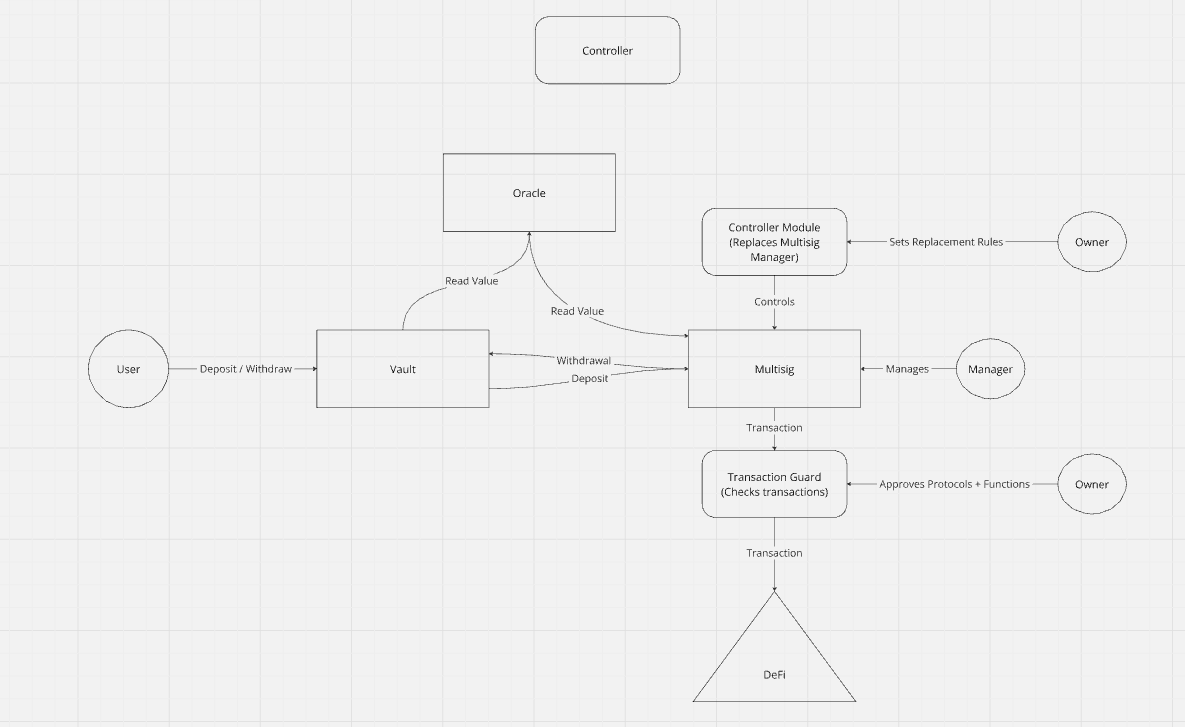 Controller
Oracle
Controller Module
(Replaces Multisig
Manager)
Sets Replacement Rules
Owner
Read Value
Controls
Read Value
User
Deposit / Withdraw
Vault
Withdrawal
Deposit
Multisig
Manages
Manager
Transaction
Transaction Guard
(Checks transactions)
Approves Protocols + Functions
Owner
Transaction
DeFi